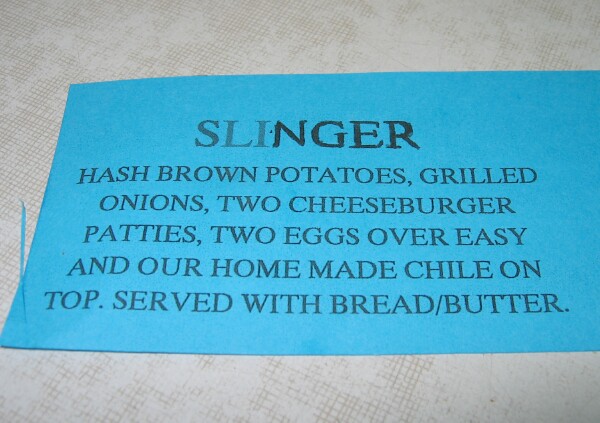 SLINGER
HASH BROWN POTATOES, GRILLED
ONIONS, TWO CHEESEBURGER
PATTIES, TWO EGGS OVER EASY
AND OUR HOME MADE CHILE ON
TOP. SERVED WITH BREAD/BUTTER.